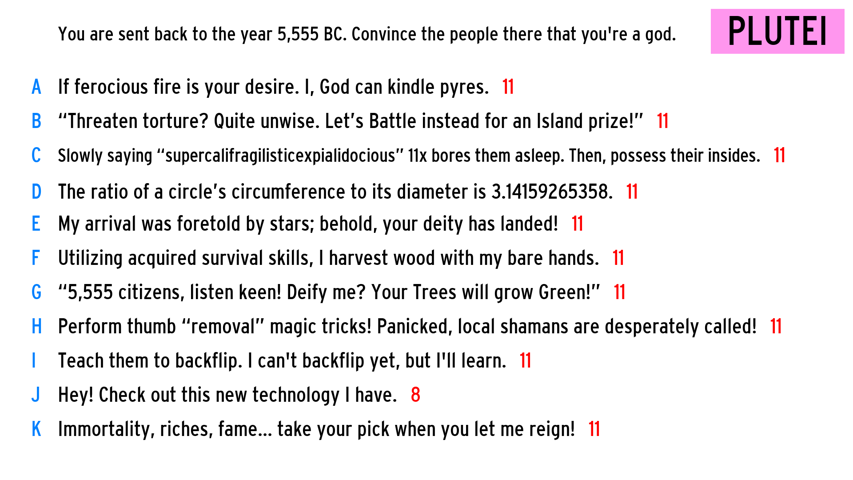 You are sent back to the year 5,555 BC. Convince the people there that you're a god.
PLUTEI
A If ferocious fire is your desire. I, God can kindle pyres. 11
B “Threaten torture? Quite unwise. Let’s Battle instead for an Island prize!” 11
C Slowly saying “supercalifragilisticexpialidocious” 11x bores them asleep. Then, possess their insides. 11
D The ratio of a circle’s circumference to its diameter is 3.14159265358. 11
E My arrival was foretold by stars; behold, your deity has landed! 11
F Utilizing acquired survival skills, I harvest wood with my bare hands. 11
G “5,555 citizens, listen keen! Deify me? Your Trees will grow Green!” 11
H Perform thumb “removal” magic tricks! Panicked, local shamans are desperately called! 11
I Teach them to backflip. I can't backflip yet, but I'll learn. 11
J Hey! Check out this new technology I have. 8
K Immortality, riches, fame... take your pick when you let me reign! 11